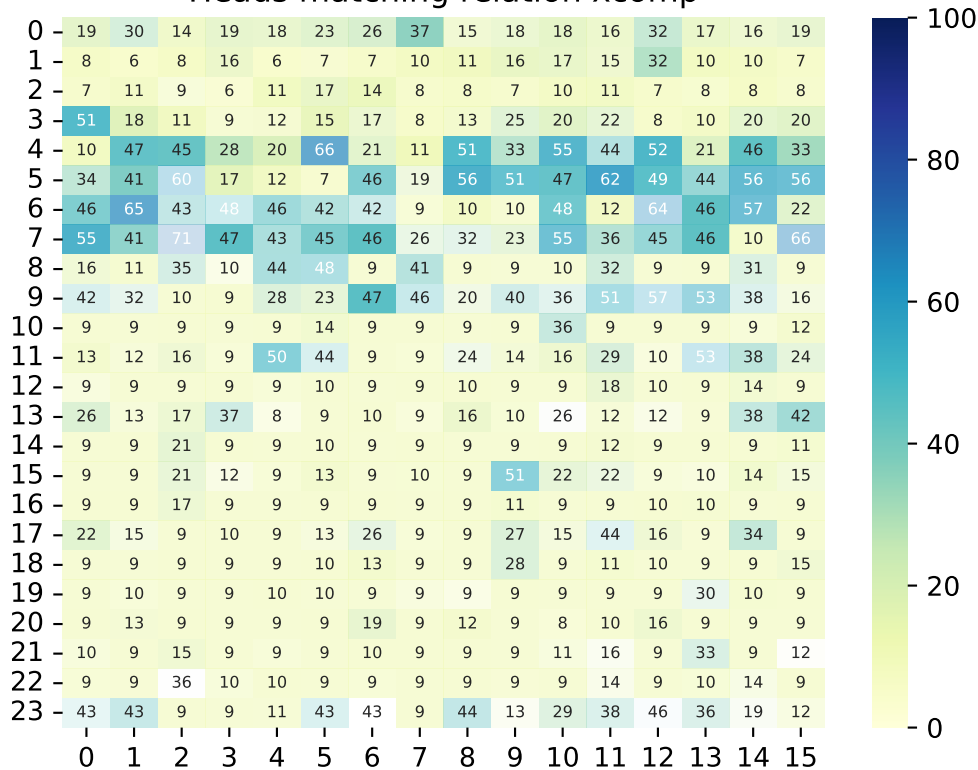 Heads matching relation xcomp
0 19 30 14 19 18 23 26 37 15 18 18 16 32 17 16 19
1 8 6 8 16 6 7 7 10 11 16 17 15 32 10 10 7
2 7 11 9 6 11 17 14 8 8 7 10 11 7 8 8 8
3 51 18 11 9 12 15 17 8 13 25 20 22 8 10 20 20
4 10 47 45 28 20 66 21 11 51 33 55 44 52 21 46 33
5 34 41 60 17 12 7 46 19 56 51 47 62 49 44 56 56
6 46 65 43 48 46 42 42 9 10 10 48 12 64 46 57 22
7 55 41 71 47 43 45 46 26 32 23 55 36 45 46 10 66
8 16 11 35 10 44 48 9 41 9 9 10 32 9 9 31 9
9 42 32 10 9 28 23 47 46 20 40 36 51 57 53 38 16
10 9 9 9 9 9 14 9 9 9 9 36 9 9 9 9 12
11 13 12 16 9 50 44 9 9 24 14 16 29 10 53 38 24
12 9 9 9 9 9 10 9 9 10 9 9 18 10 9 14 9
13 26 13 17 37 8 9 10 9 16 10 26 12 12 9 38 42
14 9 9 21 9 9 10 9 9 9 9 9 12 9 9 9 11
15 9 9 21 12 9 13 9 10 9 51 22 22 9 10 14 15
16 9 9 17 9 9 9 9 9 9 11 9 9 10 10 9 9
17 22 15 9 10 9 13 26 9 9 27 15 44 16 9 34 9
18 9 9 9 9 9 10 13 9 9 28 9 11 10 9 9 15
19 9 10 9 9 10 10 9 9 9 9 9 9 9 30 10 9
20 9 13 9 9 9 9 19 9 12 9 8 10 16 9 9 9
21 10 9 15 9 9 9 10 9 9 9 11 16 9 33 9 12
22 9 9 36 10 10 9 9 9 9 9 9 14 9 10 14 9
23 43 43 9 9 11 43 43 9 44 13 29 38 46 36 19 12
0 1 2 3 4 5 6 7 8 9 10 11 12 13 14 15
100
80
60
40
20
0